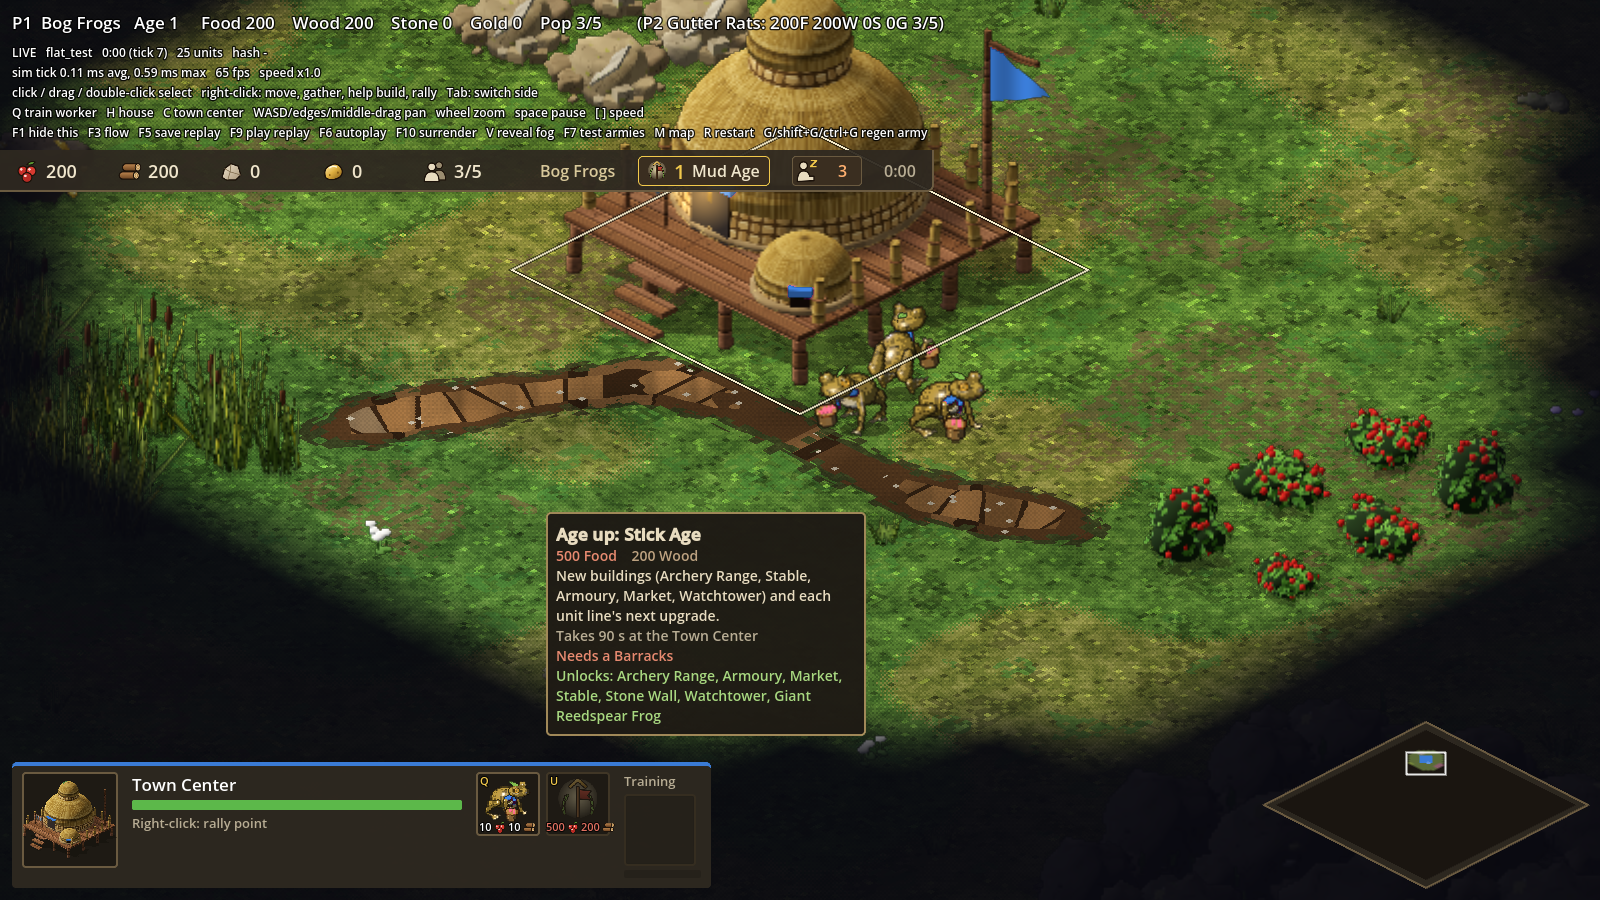 P1 Bog Frogs Age 1 Food 200 Wood 200 Stone 0 Gold 0 Pop 3/5 (P2 Gutter Rats: 200F 200W 0S 0G 3/5)
LIVE flat_test 0:00 (tick 7) 25 units hash -
sim tick 0.11 ms avg, 0.59 ms max 65 fps speed x1.0
click / drag / double-click select right-click: move, gather, help build, rally Tab: switch side
Q train worker H house C town center WASD/edges/middle-drag pan wheel zoom space pause [ ] speed
F1 hide this F3 flow F5 save replay F9 play replay F6 autoplay F10 surrender V reveal fog F7 test armies M map R restart G/shift+G/ctrl+G regen army
200 200 0 0 3/5 Bog Frogs 1 Mud Age z 3 0:00
Age up: Stick Age
500 Food 200 Wood
New buildings (Archery Range, Stable,
Armoury, Market, Watchtower) and each
unit line's next upgrade.
Takes 90 s at the Town Center
Needs a Barracks
Unlocks: Archery Range, Armoury, Market,
Stable, Stone Wall, Watchtower, Giant
Reedspear Frog
Town Center
Right-click: rally point
Q
10 10
U
500 200
Training